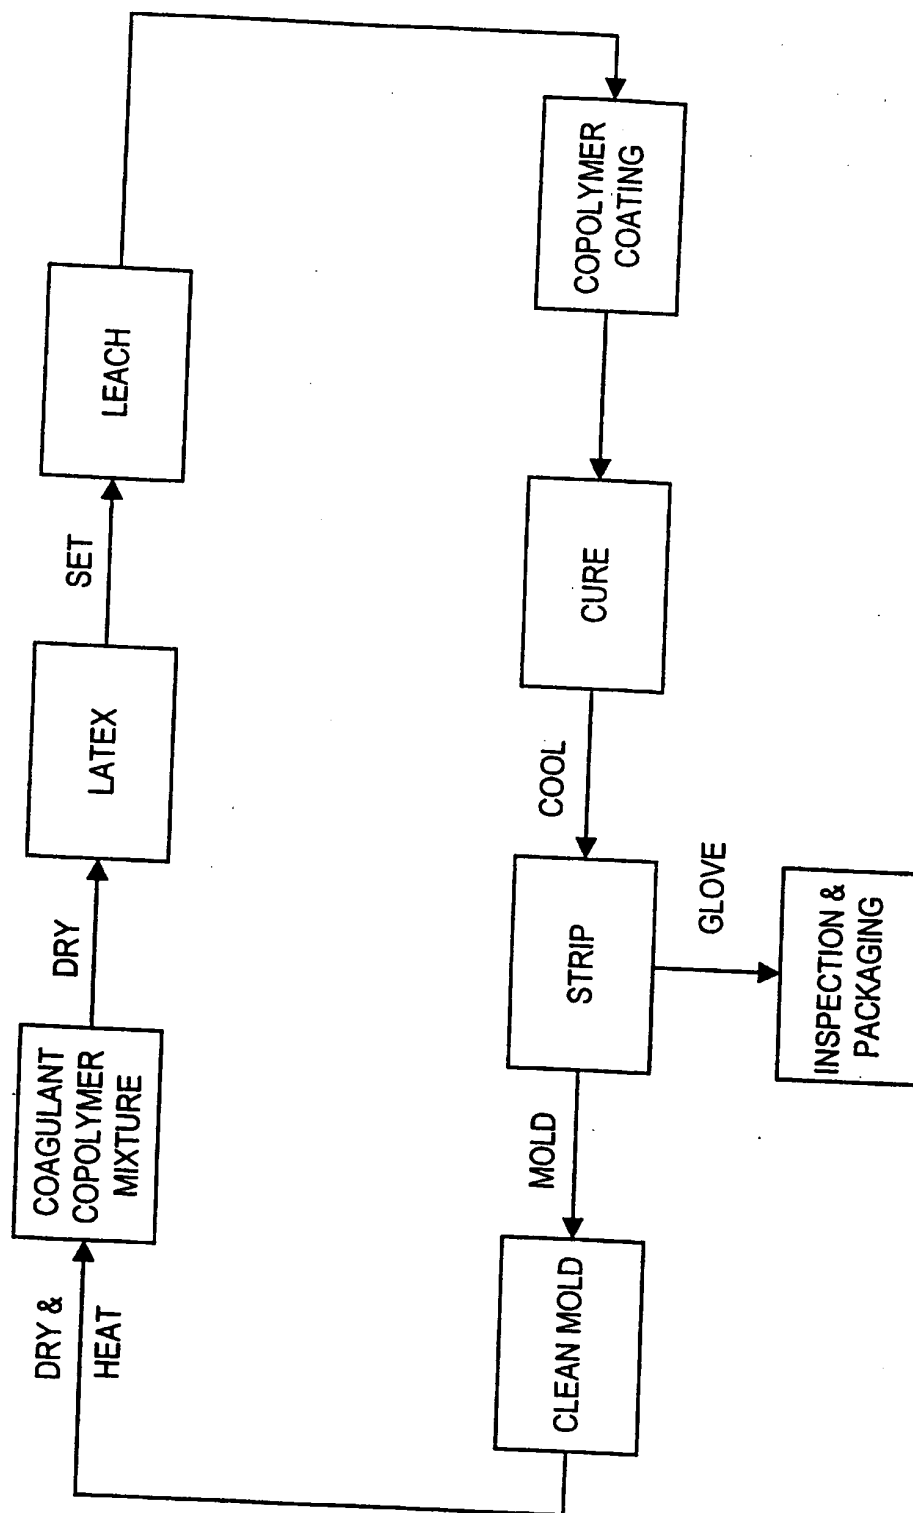 DRY &
HEAT
COAGULANT
COPOLYMER
MIXTURE
DRY
LATEX
SET
LEACH
CLEAN MOLD
MOLD
STRIP
COOL
CURE
COPOLYMER
COATING
GLOVE
INSPECTION &
PACKAGING